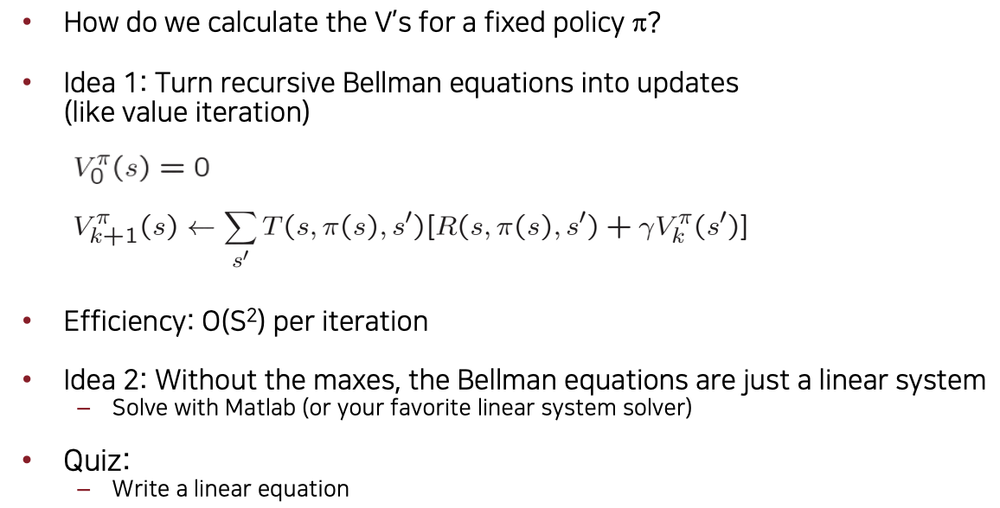 • How do we calculate the V's for a fixed policy π?
• Idea 1: Turn recursive Bellman equations into updates
(like value iteration)
$V_0^{\pi}(s) = 0$
$V_{k+1}^{\pi}(s) \leftarrow \sum_{s'} T(s, \pi(s), s')[R(s, \pi(s), s') + \gamma V_k^{\pi}(s')]$
• Efficiency: O(S²) per iteration
• Idea 2: Without the maxes, the Bellman equations are just a linear system
– Solve with Matlab (or your favorite linear system solver)
• Quiz:
– Write a linear equation